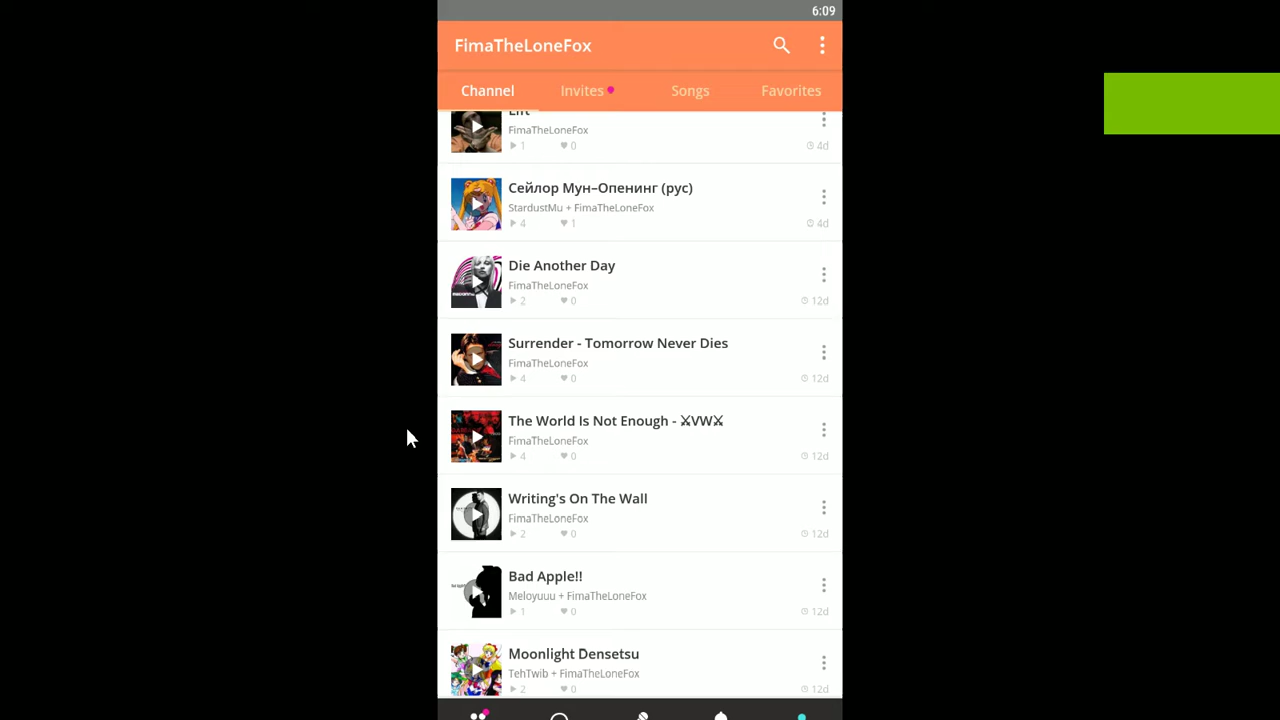 6:09
FimaTheLoneFox
Channel Invites Songs Favorites
Lift
FimaTheLoneFox
1 0 4d
Сейлор Мун–Опенинг (рус)
StardustMu + FimaTheLoneFox
4 1 4d
Die Another Day
FimaTheLoneFox
2 0 12d
Surrender - Tomorrow Never Dies
FimaTheLoneFox
4 0 12d
The World Is Not Enough - ⚔VW⚔
FimaTheLoneFox
4 0 12d
Writing's On The Wall
FimaTheLoneFox
2 0 12d
Bad Apple!!
Meloyuuu + FimaTheLoneFox
1 0 12d
Moonlight Densetsu
TehTwib + FimaTheLoneFox
2 0 12d